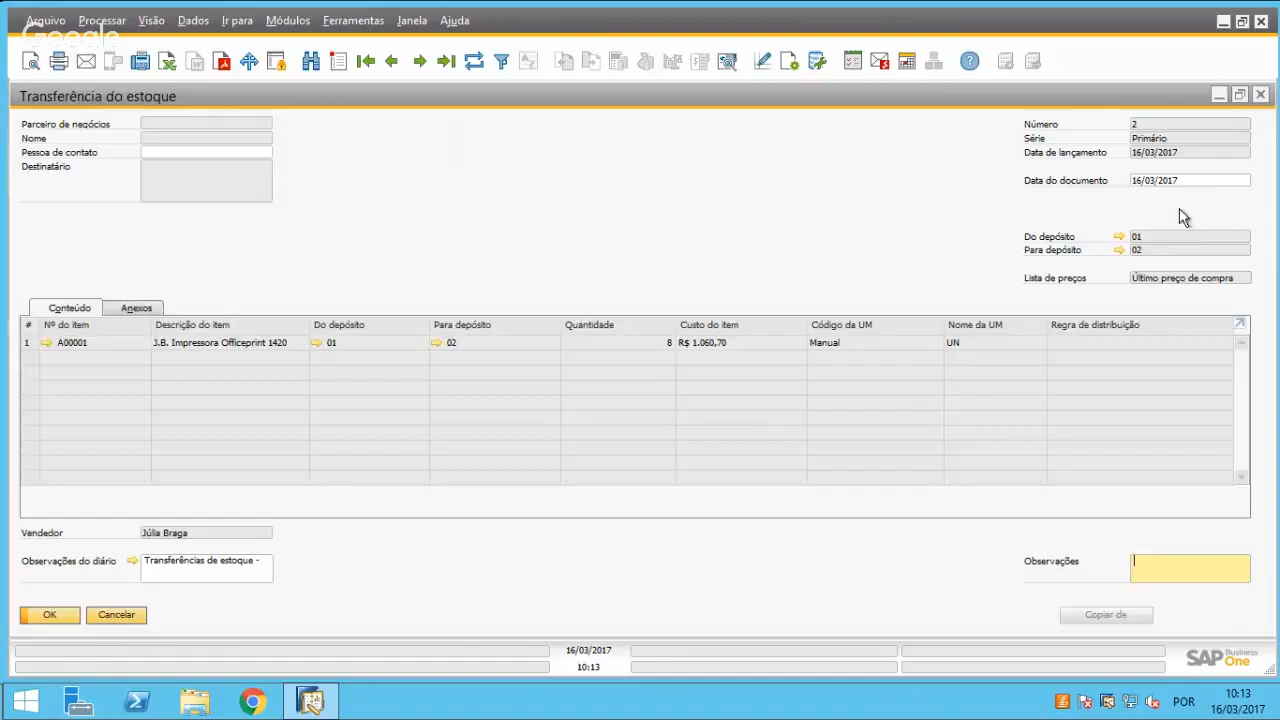 Arquivo Processar Visão Dados Ir para Módulos Ferramentas Janela Ajuda
Google
Transferência do estoque
Parceiro de negócios
Nome
Pessoa de contato
Destinatário
Número 2
Série Primário
Data de lançamento 16/03/2017
Data do documento 16/03/2017
Do depósito 01
Para depósito 02
Lista de preços Último preço de compra
Conteúdo Anexos
# Nº do item Descrição do item Do depósito Para depósito Quantidade Custo do item Código da UM Nome da UM Regra de distribuição
1 A00001 J.B. Impressora Officeprint 1420 01 02 8 R$ 1.060,70 Manual UN
Vendedor Júlia Braga
Observações do diário Transferências de estoque -
Observações
OK Cancelar Copiar de
16/03/2017
10:13
SAP Business One
POR
10:13
16/03/2017